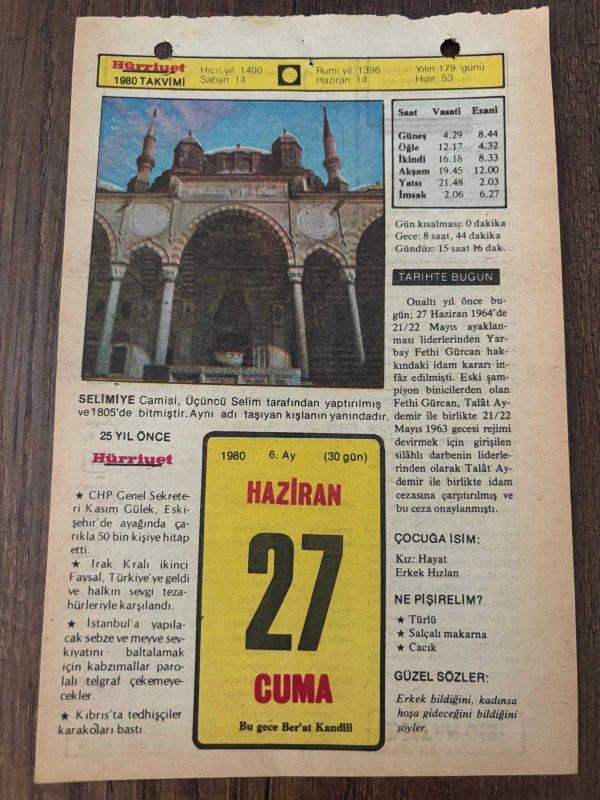 Hürriyet
1980 TAKVİMİ
Hicri yıl 1400
Şaban 14
Rumi yıl 1396
Haziran 14
Yılın 179. günü
Hızır 53
Saat Vasatî Ezanî
Güneş 4.29 8.44
Öğle 12.17 4.32
İkindi 16.18 8.33
Akşam 19.45 12.00
Yatsı 21.48 2.03
İmsak 2.06 6.27
Gün kısalması: 0 dakika
Gece: 8 saat, 44 dakika
Gündüz: 15 saat 16 dak.
SELİMİYE Camisi, Üçüncü Selim tarafından yaptırılmış
ve 1805'de bitmiştir. Aynı adı taşıyan kışlanın yanındadır.
25 YIL ÖNCE
Hürriyet
★ CHP Genel Sekrete-
ri Kasım Gülek, Eski-
şehir'de ayağında ça-
rıkla 50 bin kişiye hitap
etti.
★ Irak Kralı ikinci
Faysal, Türkiye'ye geldi
ve halkın sevgi teza-
hürleriyle karşılandı.
★ İstanbul'a yapıla-
cak sebze ve meyve sev-
kiyatını baltalamak
için kabzımallar paro-
lalı telgraf çekemeye-
cekler.
★ Kıbrıs'ta tedhişçiler
karakolları bastı.
1980 6. Ay (30 gün)
HAZİRAN
27
CUMA
Bu gece Ber'at Kandili
TARIHTE BUGUN
Onaltı yıl önce bu-
gün; 27 Haziran 1964'de
21/22 Mayıs ayaklan-
ması liderlerinden Yar-
bay Fethi Gürcan hak-
kındaki idam kararı in-
fâz edilmişti. Eski şam-
piyon binicilerden olan
Fethi Gürcan, Talât Ay-
demir ile birlikte 21/22
Mayıs 1963 gecesi rejimi
devirmek için girişilen
silâhlı darbenin liderle-
rinden olarak Talât Ay-
demir ile birlikte idam
cezasına çarptırılmış ve
bu ceza onaylanmıştı.
ÇOCUĞA ISIM:
Kız: Hayat
Erkek Hızlan
NE PIŞIRELIM?
★ Türlü
★ Salçalı makarna
★ Cacık
GÜZEL SÖZLER:
Erkek bildiğini, kadınsa
hoşa gideceğini bildiğini
söyler.